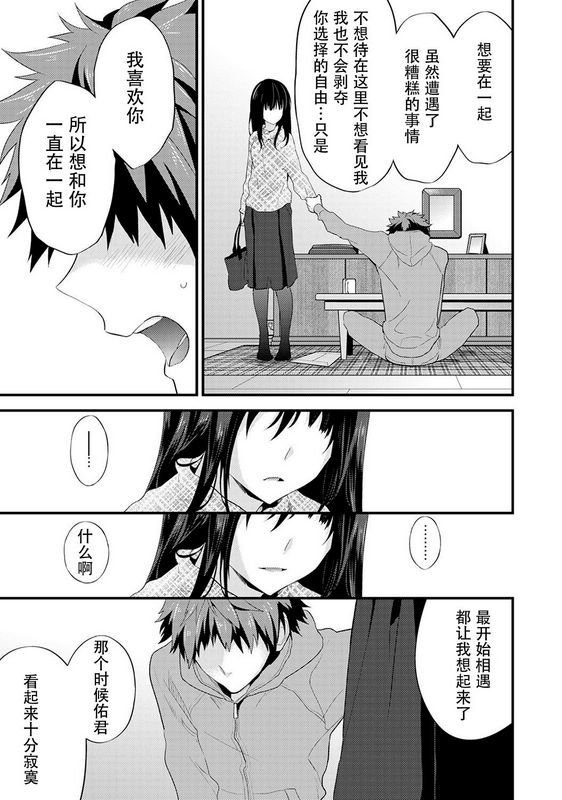 想要在一起
虽然遭遇了
很糟糕的事情
不想待在这里不想看见我
我也不会剥夺
你选择的自由…只是
我喜欢你
所以想和你
一直在一起
…——
……
什么啊
最开始相遇
都让我想起来了
那个时候佑君
看起来十分寂寞